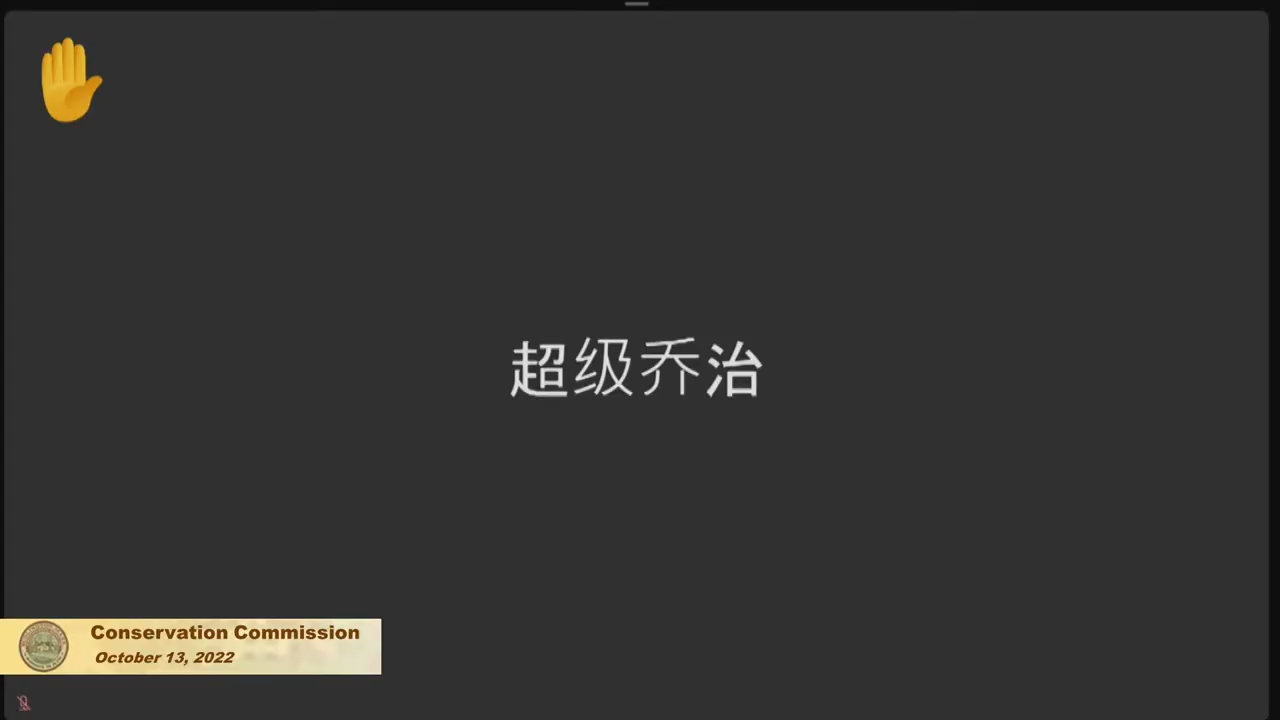 超级乔治
Conservation Commission
October 13, 2022